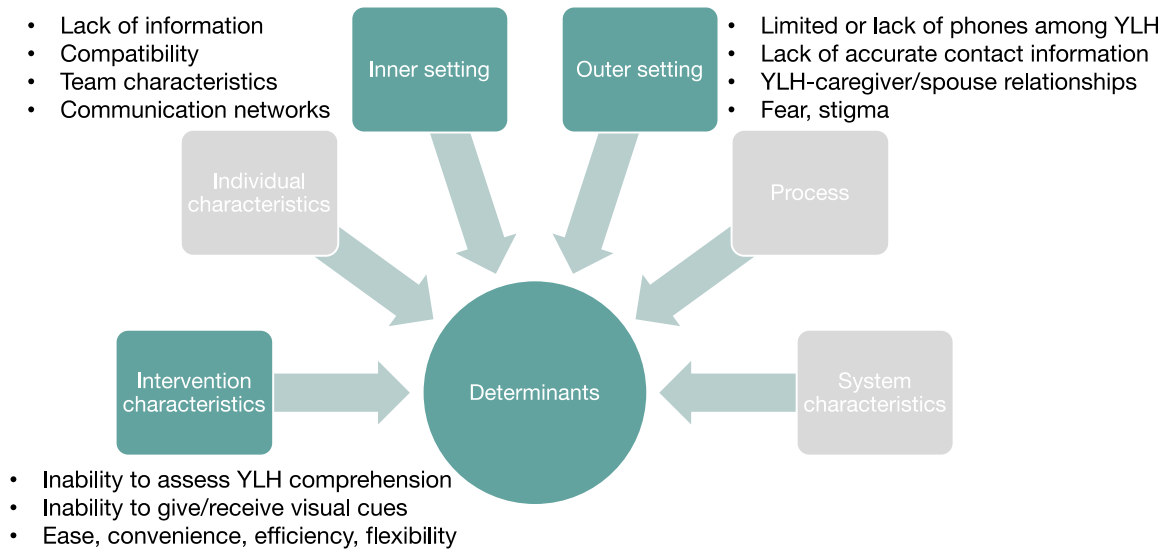 • Lack of information
• Compatibility
• Team characteristics
• Communication networks
Inner setting
Outer setting
• Limited or lack of phones among YLH
• Lack of accurate contact information
• YLH-caregiver/spouse relationships
• Fear, stigma
Individual
characteristics
Process
Intervention
characteristics
Determinants
System
characteristics
• Inability to assess YLH comprehension
• Inability to give/receive visual cues
• Ease, convenience, efficiency, flexibility